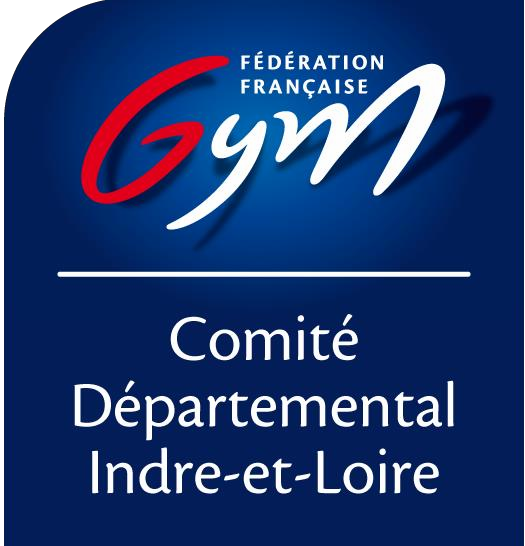 FÉDÉRATION
FRANÇAISE
Gym
Comité
Départemental
Indre-et-Loire